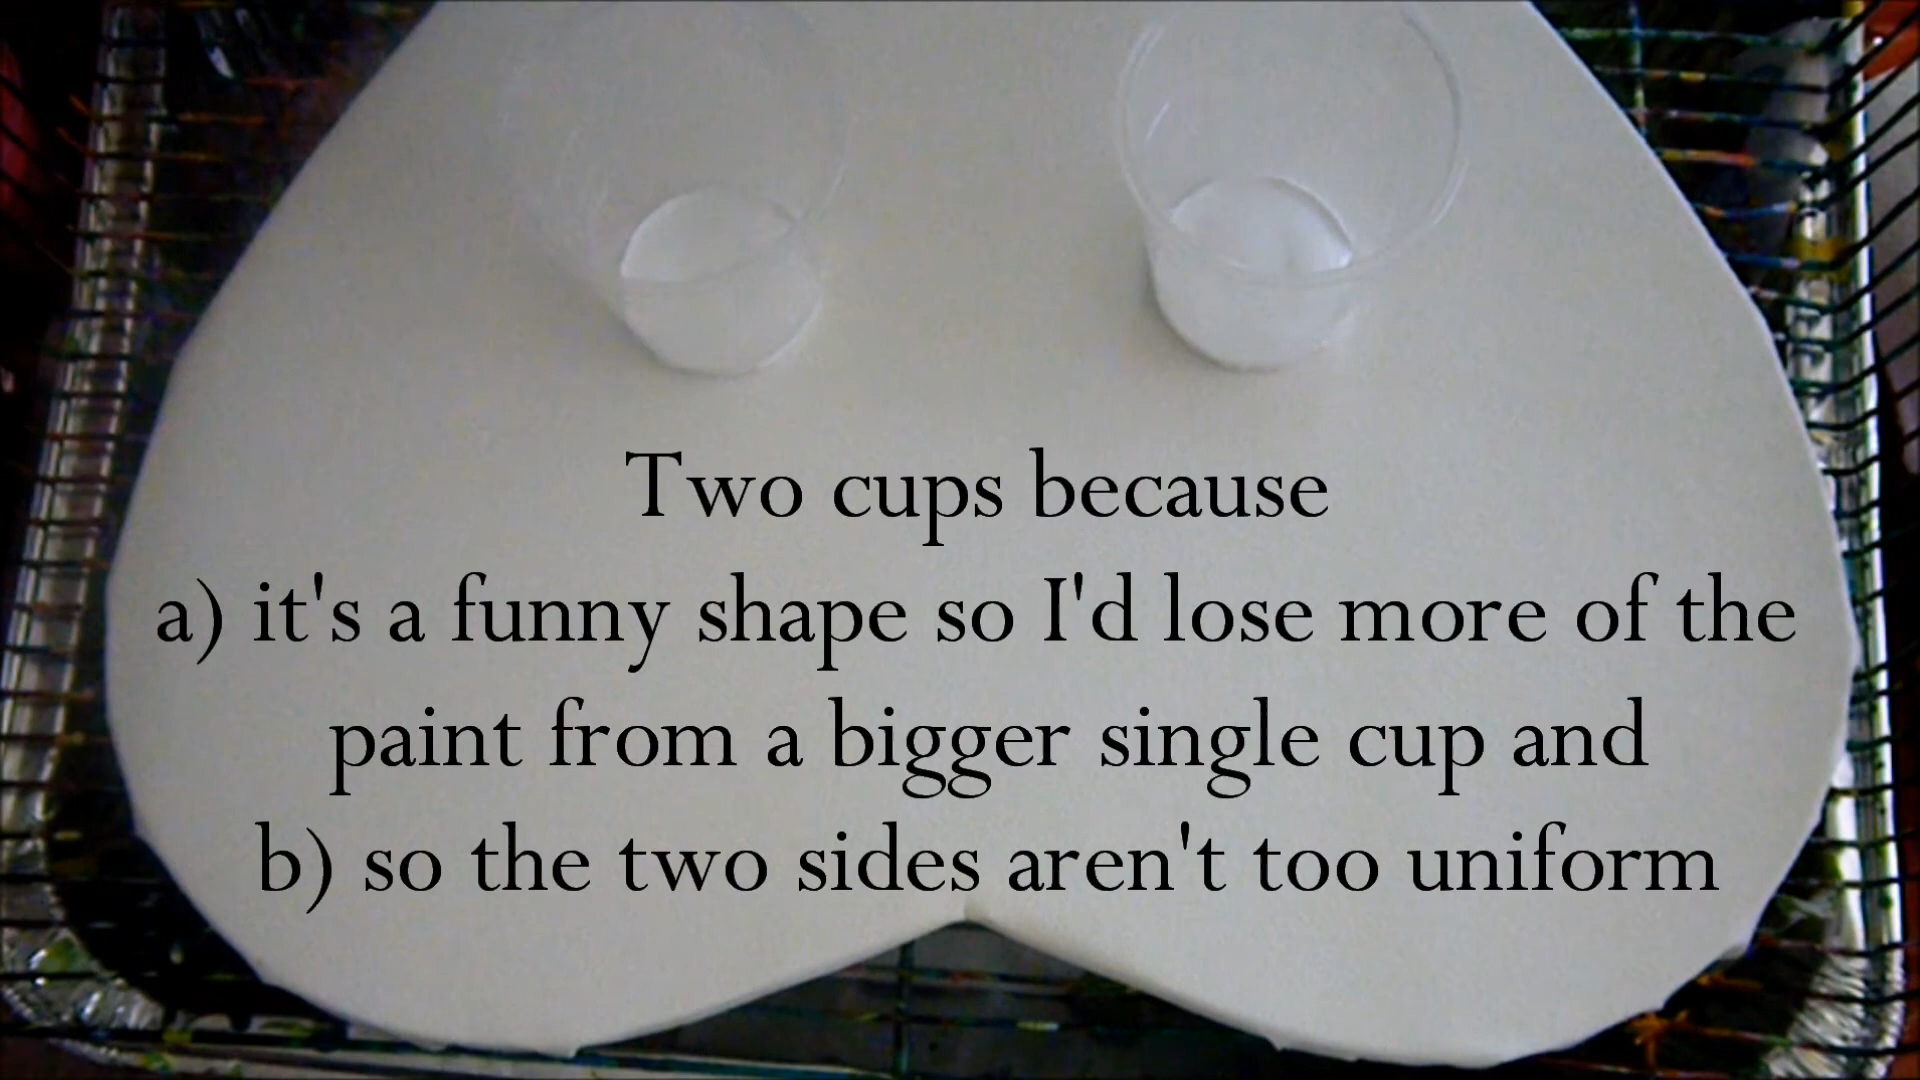 Two cups because
a) it's a funny shape so I'd lose more of the
paint from a bigger single cup and
b) so the two sides aren't too uniform